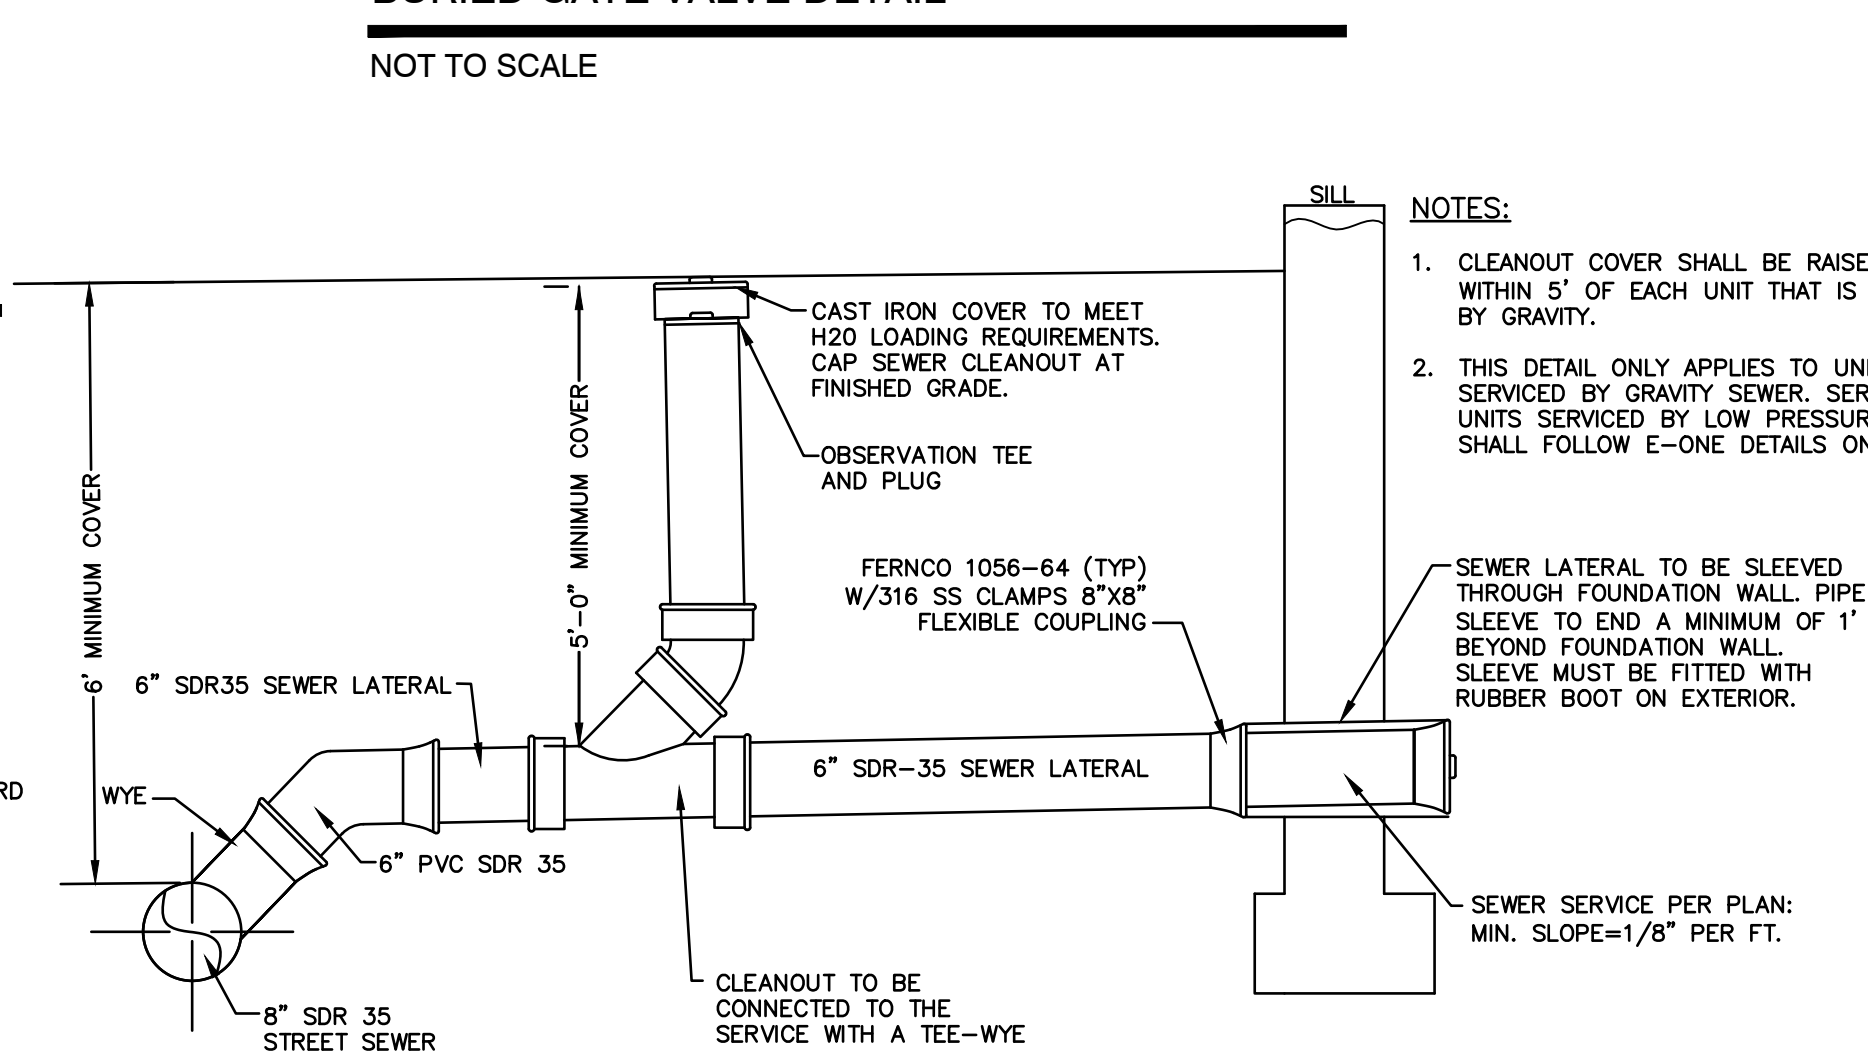 NOT TO SCALE
SILL
NOTES:
1. CLEANOUT COVER SHALL BE RAISE
WITHIN 5' OF EACH UNIT THAT IS
BY GRAVITY.
2. THIS DETAIL ONLY APPLIES TO UNI
SERVICED BY GRAVITY SEWER. SER
UNITS SERVICED BY LOW PRESSUR
SHALL FOLLOW E-ONE DETAILS ON
CAST IRON COVER TO MEET
H20 LOADING REQUIREMENTS.
CAP SEWER CLEANOUT AT
FINISHED GRADE.
OBSERVATION TEE
AND PLUG
6' MINIMUM COVER
5'-0" MINIMUM COVER
FERNCO 1056-64 (TYP)
W/316 SS CLAMPS 8"X8"
FLEXIBLE COUPLING
SEWER LATERAL TO BE SLEEVED
THROUGH FOUNDATION WALL. PIPE
SLEEVE TO END A MINIMUM OF 1'
BEYOND FOUNDATION WALL.
SLEEVE MUST BE FITTED WITH
RUBBER BOOT ON EXTERIOR.
6" SDR35 SEWER LATERAL
6" SDR-35 SEWER LATERAL
RD
WYE
6" PVC SDR 35
SEWER SERVICE PER PLAN:
MIN. SLOPE=1/8" PER FT.
CLEANOUT TO BE
CONNECTED TO THE
SERVICE WITH A TEE-WYE
8" SDR 35
STREET SEWER